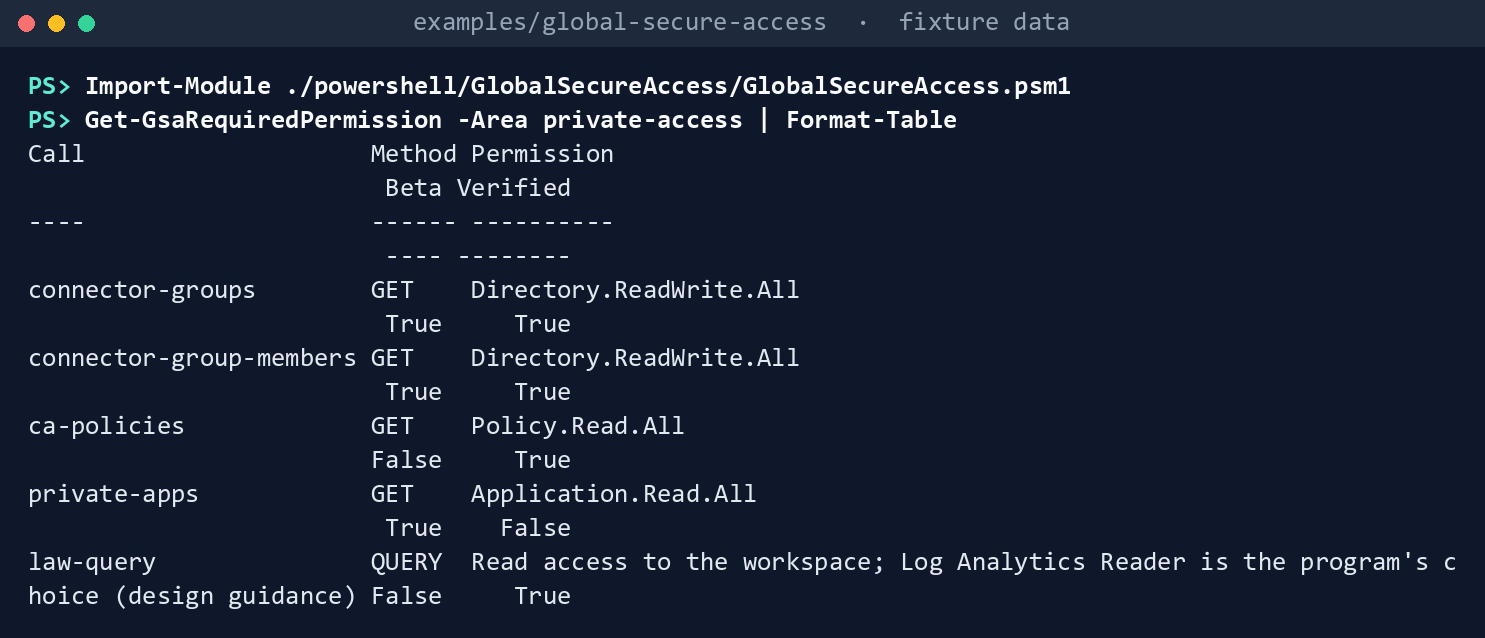 examples/global-secure-access · fixture data
PS> Import-Module ./powershell/GlobalSecureAccess/GlobalSecureAccess.psm1
PS> Get-GsaRequiredPermission -Area private-access | Format-Table
Call                    Method Permission
                         Beta Verified
----                    ------ ----------
                         ---- --------
connector-groups        GET    Directory.ReadWrite.All
                         True     True
connector-group-members GET    Directory.ReadWrite.All
                         True     True
ca-policies             GET    Policy.Read.All
                        False     True
private-apps            GET    Application.Read.All
                         True    False
law-query               QUERY  Read access to the workspace; Log Analytics Reader is the program's c
hoice (design guidance) False     True